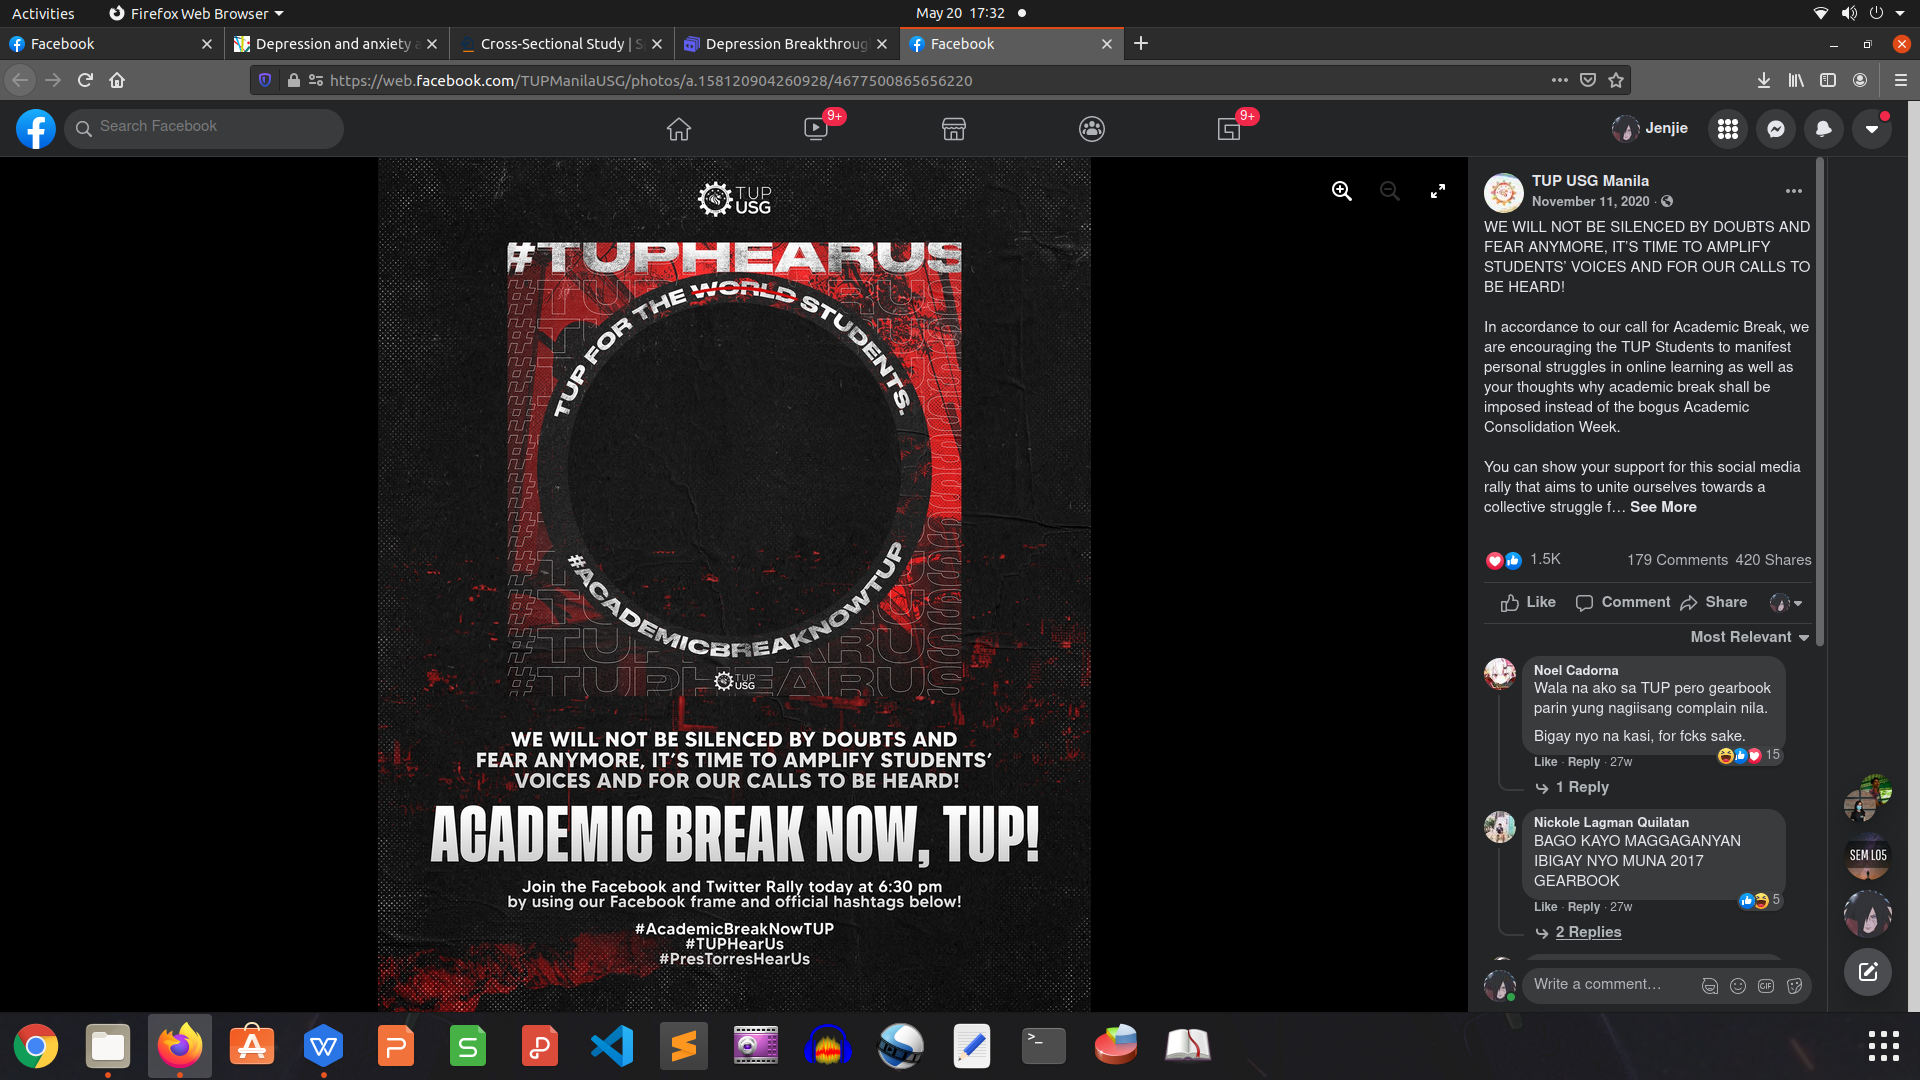 Activities
Firefox Web Browser
May 20 17:32
Facebook
Depression and anxiety a
Cross-Sectional Study | S
Depression Breakthroug
Facebook
https://web.facebook.com/TUPManilaUSG/photos/a.158120904260928/4677500865656220
Search Facebook
9+
9+
Jenjie
TUP
USG
#TUPHEARUS
TUP FOR THE WORLD STUDENTS.
#ACADEMICBREAKNOWTUP
#TUPHEARUS
#TUPHEARUS
TUP
USG
WE WILL NOT BE SILENCED BY DOUBTS AND
FEAR ANYMORE, IT'S TIME TO AMPLIFY STUDENTS'
VOICES AND FOR OUR CALLS TO BE HEARD!
ACADEMIC BREAK NOW, TUP!
Join the Facebook and Twitter Rally today at 6:30 pm
by using our Facebook frame and official hashtags below!
#AcademicBreakNowTUP
#TUPHearUs
#PresTorresHearUs
TUP USG Manila
November 11, 2020 ·
WE WILL NOT BE SILENCED BY DOUBTS AND
FEAR ANYMORE, IT'S TIME TO AMPLIFY
STUDENTS' VOICES AND FOR OUR CALLS TO
BE HEARD!
In accordance to our call for Academic Break, we
are encouraging the TUP Students to manifest
personal struggles in online learning as well as
your thoughts why academic break shall be
imposed instead of the bogus Academic
Consolidation Week.
You can show your support for this social media
rally that aims to unite ourselves towards a
collective struggle f... See More
1.5K
179 Comments 420 Shares
Like
Comment
Share
Most Relevant
Noel Cadorna
Wala na ako sa TUP pero gearbook
parin yung nagiisang complain nila.
Bigay nyo na kasi, for fcks sake.
15
Like · Reply · 27w
1 Reply
Nickole Lagman Quilatan
BAGO KAYO MAGGAGANYAN
IBIGAY NYO MUNA 2017
GEARBOOK
5
Like · Reply · 27w
2 Replies
Write a comment...
GIF
SEM LO5